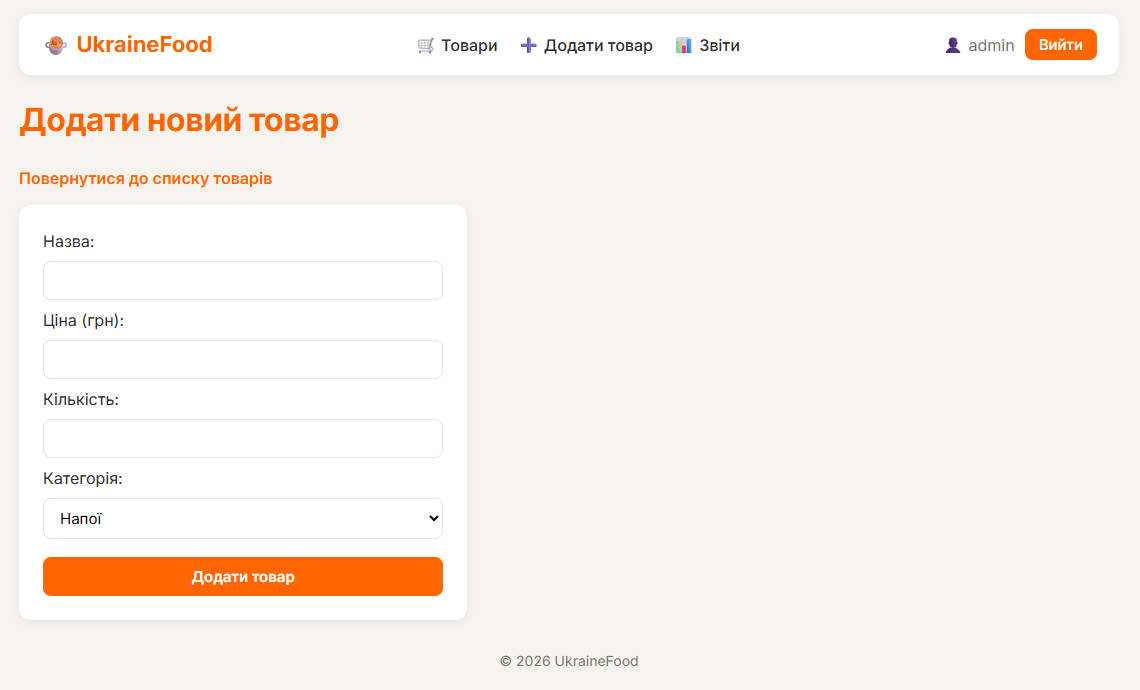 UkraineFood
Товари
Додати товар
Звіти
admin
Вийти
Додати новий товар
Повернутися до списку товарів
Назва:
Ціна (грн):
Кількість:
Категорія:
Напої
Додати товар
© 2026 UkraineFood